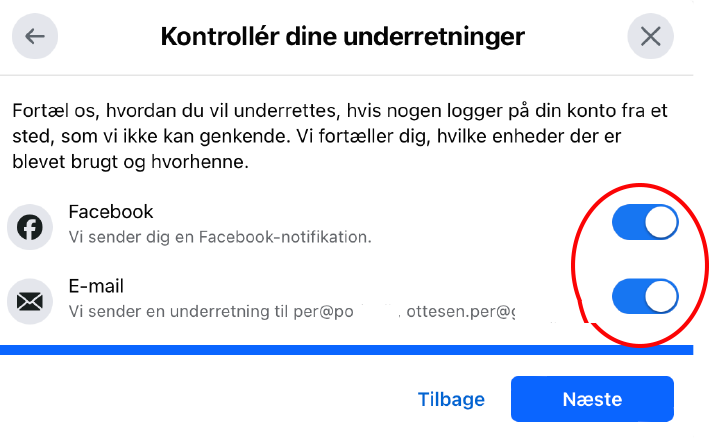 Kontrollér dine underretninger
Fortæl os, hvordan du vil underrettes, hvis nogen logger på din konto fra et
sted, som vi ikke kan genkende. Vi fortæller dig, hvilke enheder der er
blevet brugt og hvorhenne.
Facebook
Vi sender dig en Facebook-notifikation.
E-mail
Vi sender en underretning til per@po ottesen.per@g
Tilbage
Næste